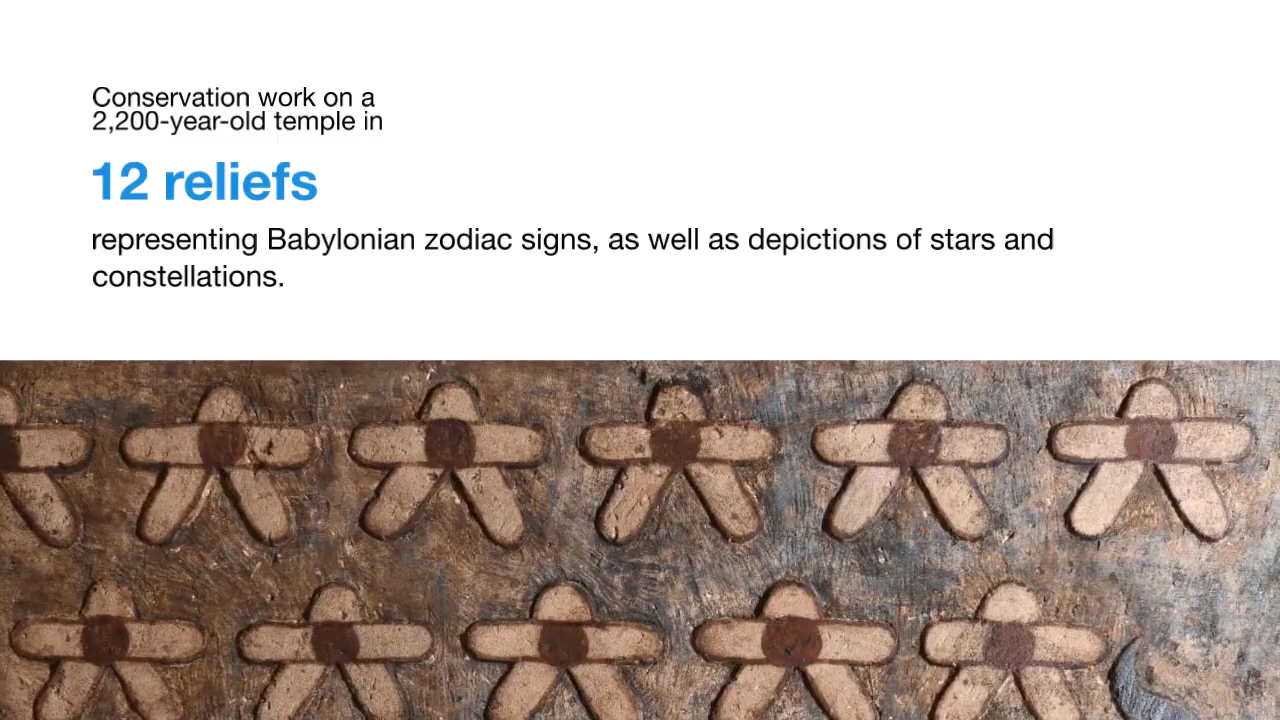 Conservation work on a
2,200-year-old temple in
12 reliefs
representing Babylonian zodiac signs, as well as depictions of stars and
constellations.